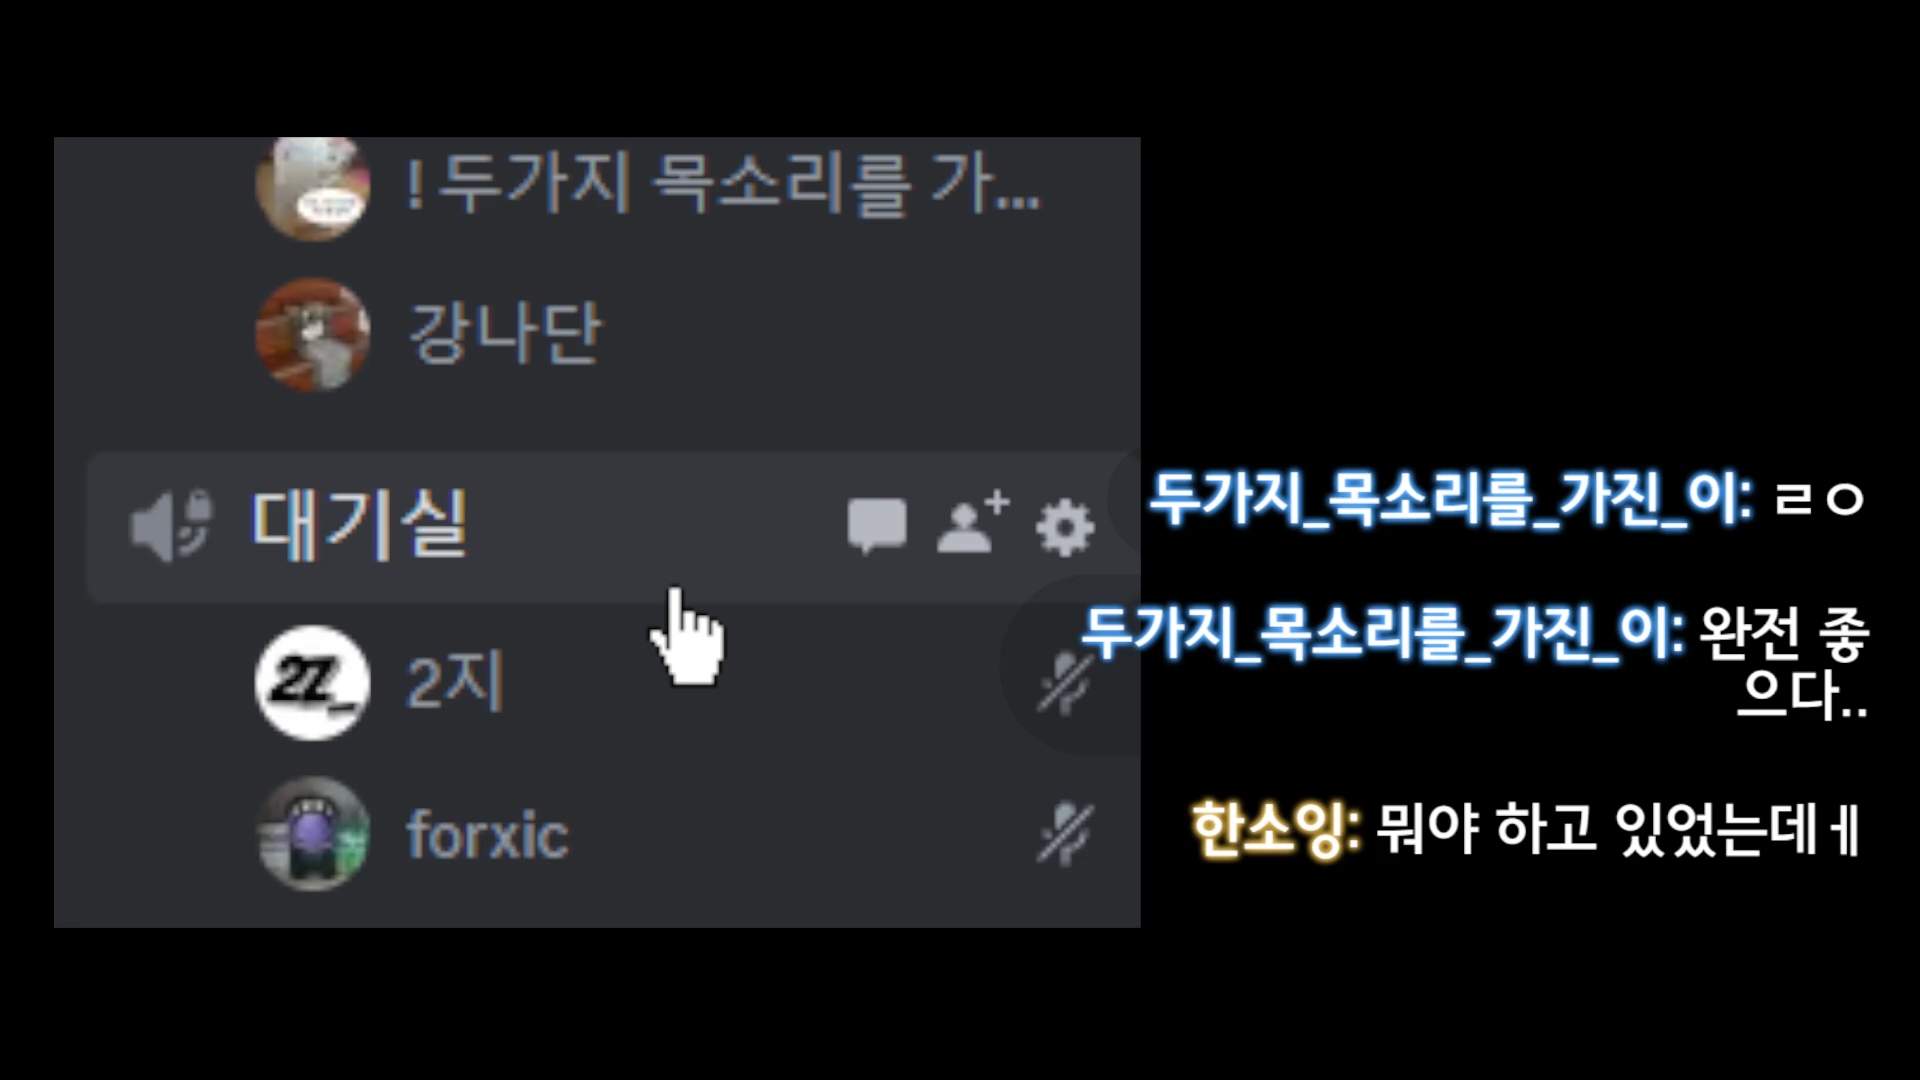 ! 두가지 목소리를 가...
강나단
대기실
2Z_
2지
forxic
두가지_목소리를_가진_이: ㄹㅇ
두가지_목소리를_가진_이: 완전 좋
으다..
한소잉: 뭐야 하고 있었는데ㅔ